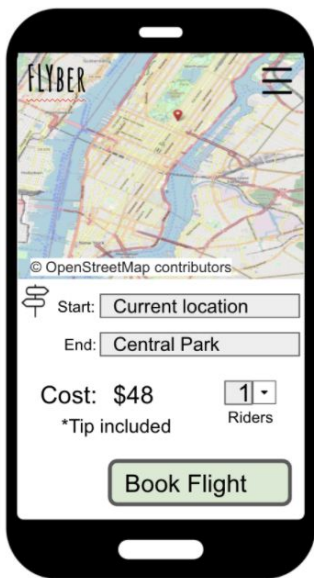 FLYBER
© OpenStreetMap contributors
Start: Current location
End: Central Park
Cost: $48
1
*Tip included
Riders
Book Flight